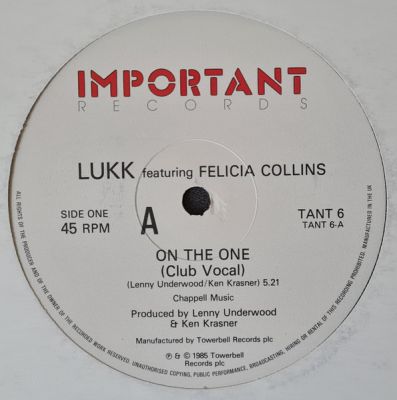 IMPORTANT
RECORDS
LUKK featuring FELICIA COLLINS
SIDE ONE
45 RPM
A
TANT 6
TANT 6-A
ON THE ONE
(Club Vocal)
(Lenny Underwood/Ken Krasner) 5.21
Chappell Music
Produced by Lenny Underwood
& Ken Krasner
Manufactured by Towerbell Records plc
℗ & © 1985 Towerbell
Records plc
ALL RIGHTS OF THE PRODUCER AND OF THE OWNER OF THE RECORDED WORK RESERVED. UNAUTHORISED COPYING, PUBLIC PERFORMANCE, BROADCASTING, HIRING OR RENTAL OF THIS RECORDING PROHIBITED. MANUFACTURED IN THE UK